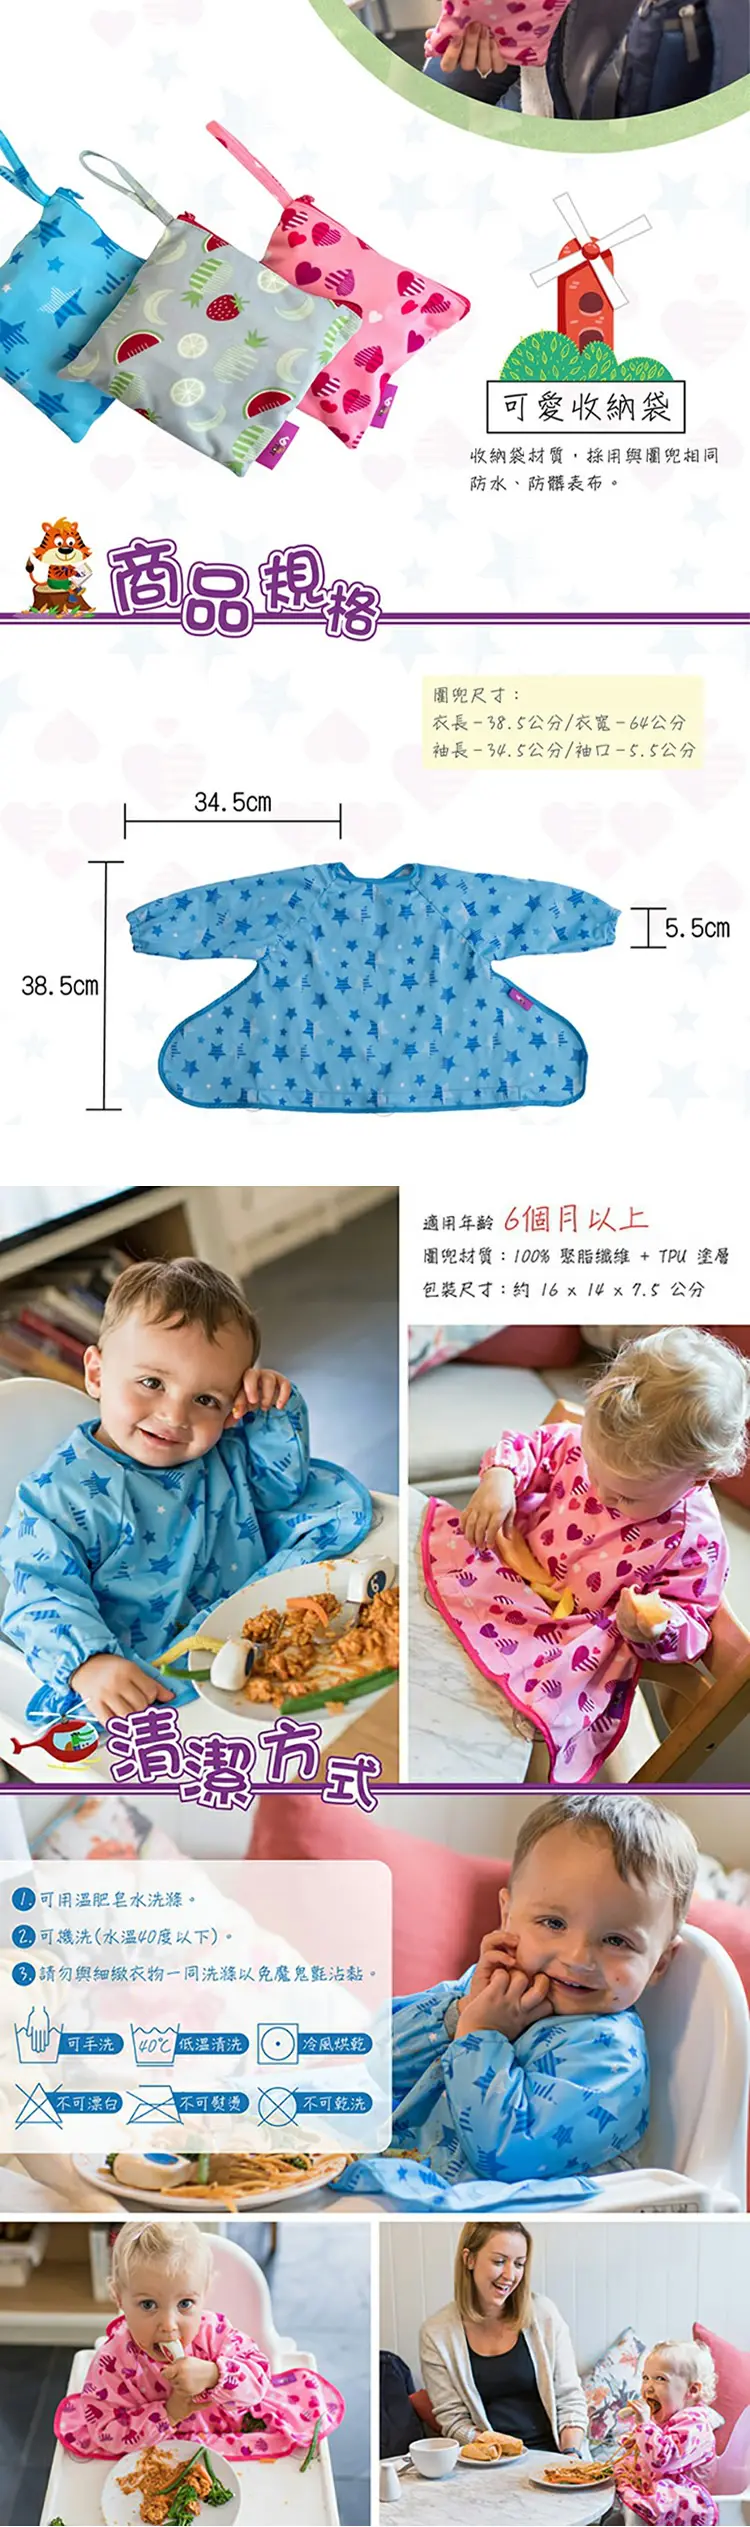 可愛收納袋
收納袋材質，採用與圍兜相同
防水、防髒表布。
商品規格
圍兜尺寸：
衣長-38.5公分/衣寬-64公分
袖長-34.5公分/袖口-5.5公分
34.5cm
5.5cm
38.5cm
適用年齡 6個月以上
圍兜材質：100% 聚脂纖維 + TPU 塗層
包裝尺寸：約 16 x 14 x 7.5 公分
清潔方式
1.可用溫肥皂水洗滌。
2.可機洗(水溫40度以下)。
3.請勿與細緻衣物一同洗滌以免魔鬼氈沾黏。
可手洗 40℃ 低溫清洗 冷風烘乾
不可漂白 不可熨燙 不可乾洗